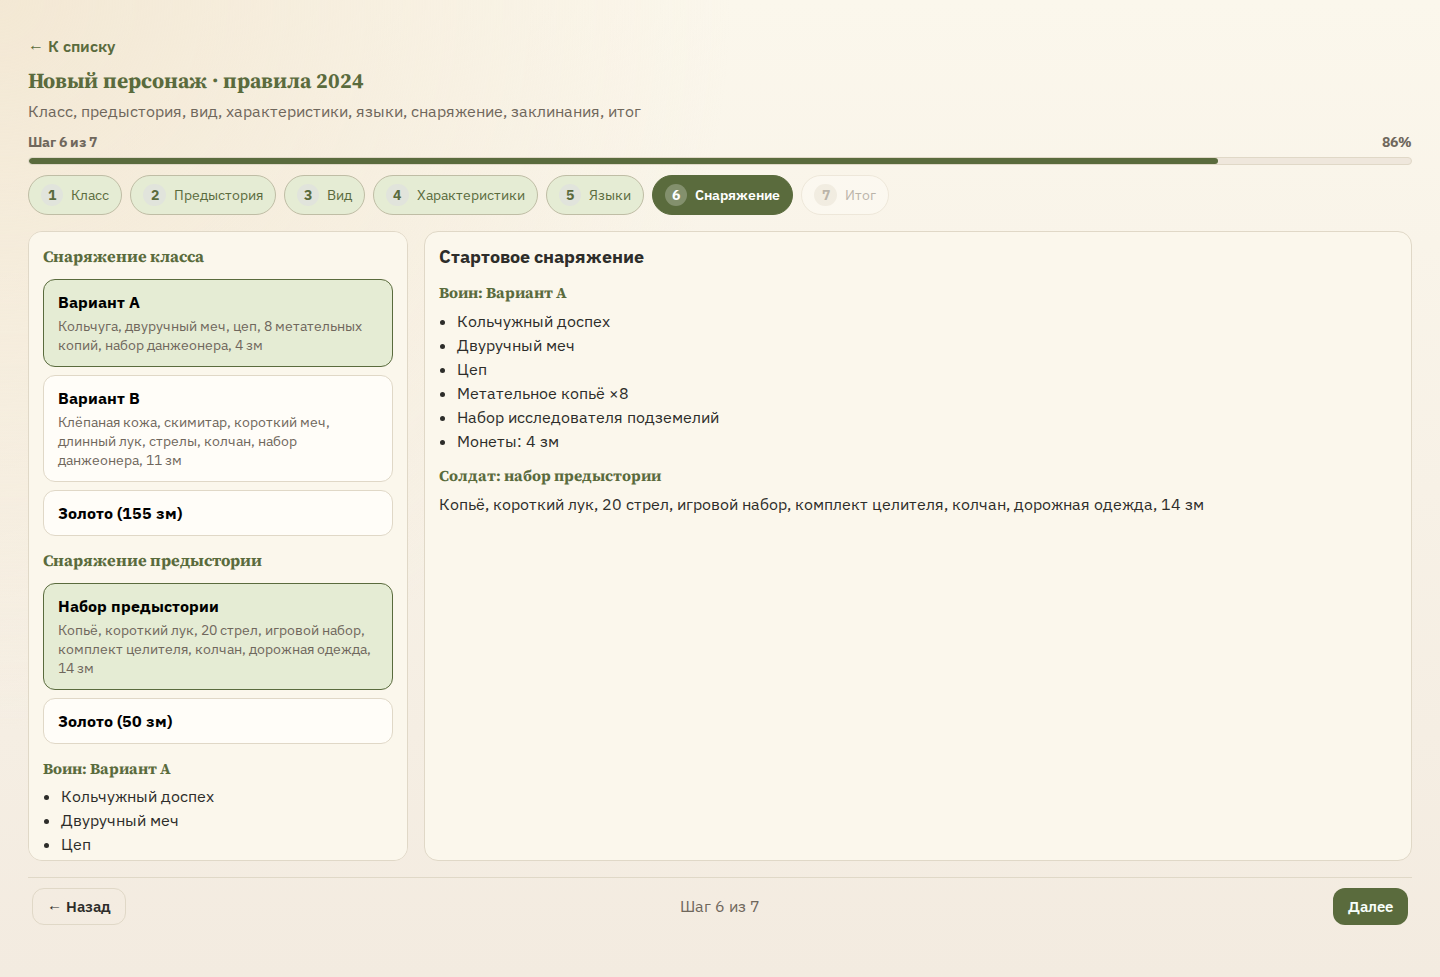 ← К списку
Новый персонаж · правила 2024
Класс, предыстория, вид, характеристики, языки, снаряжение, заклинания, итог
Шаг 6 из 7
86%
1 Класс
2 Предыстория
3 Вид
4 Характеристики
5 Языки
6 Снаряжение
7 Итог
Снаряжение класса
Вариант A
Кольчуга, двуручный меч, цеп, 8 метательных
копий, набор данжеонера, 4 зм
Вариант B
Клёпаная кожа, скимитар, короткий меч,
длинный лук, стрелы, колчан, набор
данжеонера, 11 зм
Золото (155 зм)
Снаряжение предыстории
Набор предыстории
Копьё, короткий лук, 20 стрел, игровой набор,
комплект целителя, колчан, дорожная одежда,
14 зм
Золото (50 зм)
Воин: Вариант A
• Кольчужный доспех
• Двуручный меч
• Цеп
Стартовое снаряжение
Воин: Вариант A
• Кольчужный доспех
• Двуручный меч
• Цеп
• Метательное копьё ×8
• Набор исследователя подземелий
• Монеты: 4 зм
Солдат: набор предыстории
Копьё, короткий лук, 20 стрел, игровой набор, комплект целителя, колчан, дорожная одежда, 14 зм
← Назад
Шаг 6 из 7
Далее